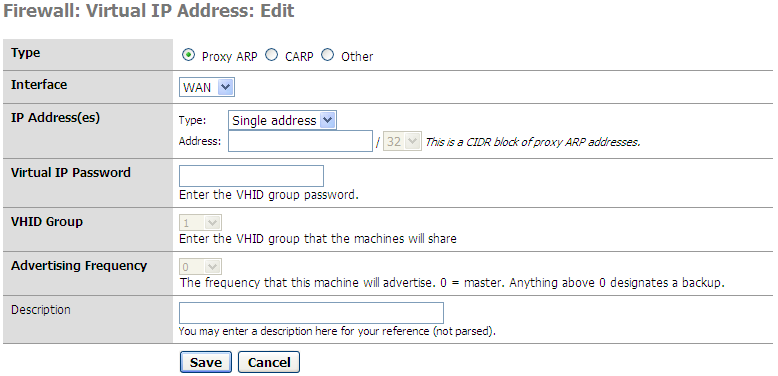 Firewall: Virtual IP Address: Edit
Type
Proxy ARP CARP Other
Interface
WAN
IP Address(es)
Type: Single address
Address: / 32 This is a CIDR block of proxy ARP addresses.
Virtual IP Password
Enter the VHID group password.
VHID Group
1
Enter the VHID group that the machines will share
Advertising Frequency
0
The frequency that this machine will advertise. 0 = master. Anything above 0 designates a backup.
Description
You may enter a description here for your reference (not parsed).
Save Cancel